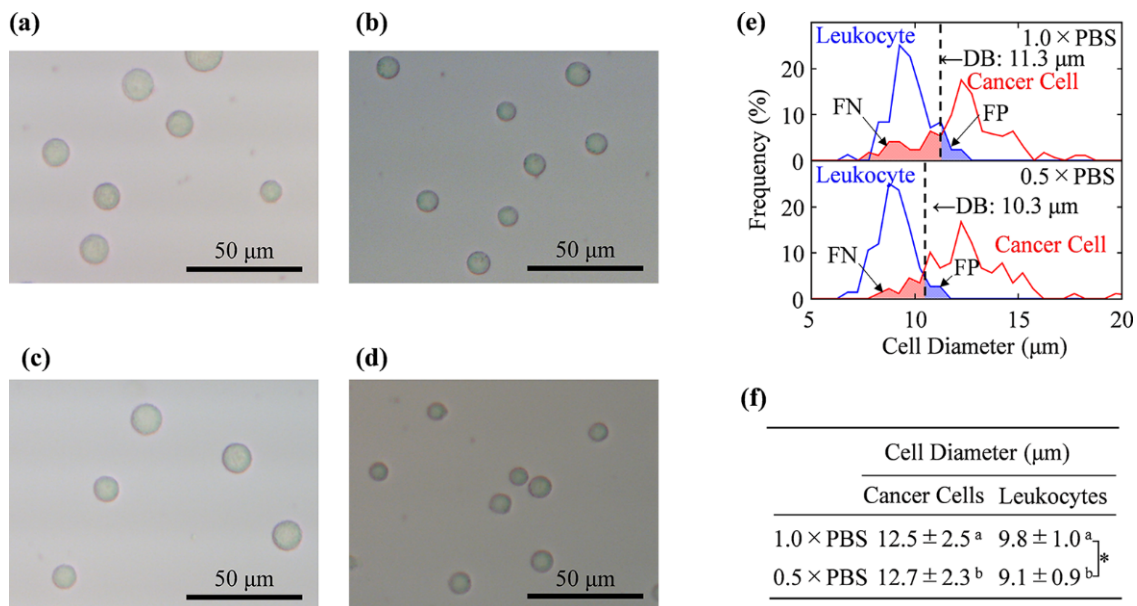 (a)
50 μm
(b)
50 μm
(c)
50 μm
(d)
50 μm
(e)
Frequency (%)
Leukocyte
1.0×PBS
←DB: 11.3 μm
Cancer Cell
FN
FP
20
10
0
Leukocyte
0.5×PBS
←DB: 10.3 μm
Cancer Cell
FN
FP
20
10
0
5 10 15 20
Cell Diameter (μm)
(f)
Cell Diameter (μm)
Cancer Cells Leukocytes
1.0×PBS 12.5±2.5 a 9.8±1.0 a
*
0.5×PBS 12.7±2.3 b 9.1±0.9 b